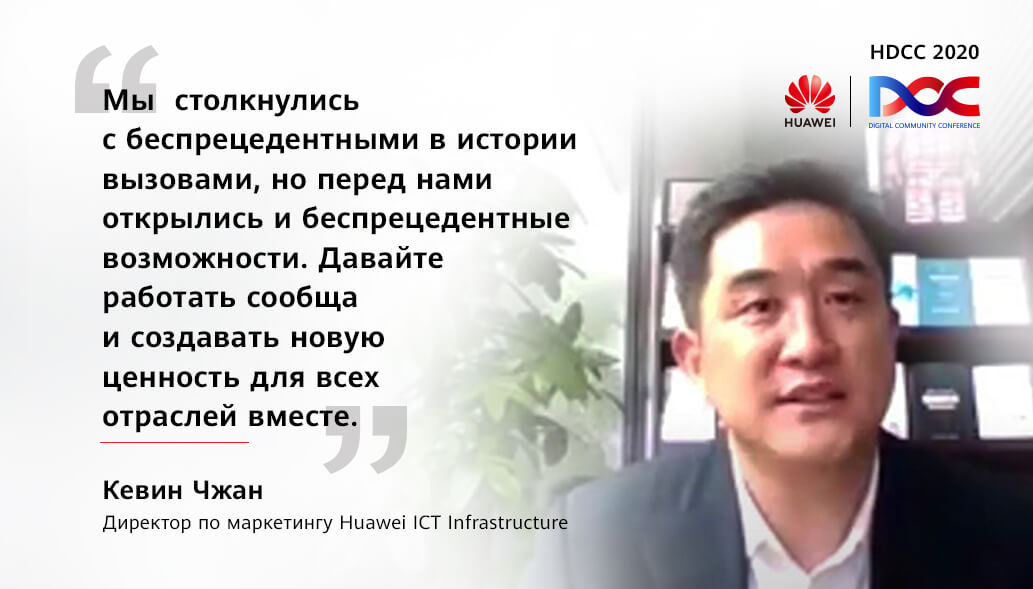 HDCC 2020
HUAWEI
DCC
DIGITAL COMMUNITY CONFERENCE
“
Мы столкнулись
с беспрецедентными в истории
вызовами, но перед нами
открылись и беспрецедентные
возможности. Давайте
работать сообща
и создавать новую
ценность для всех
отраслей вместе.
”
Кевин Чжан
Директор по маркетингу Huawei ICT Infrastructure